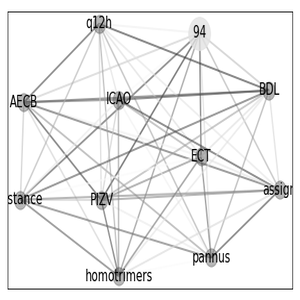 q12h
94
AECB
ICAO
BDL
ECT
stance
PIZV
assign
pannus
homotrimers